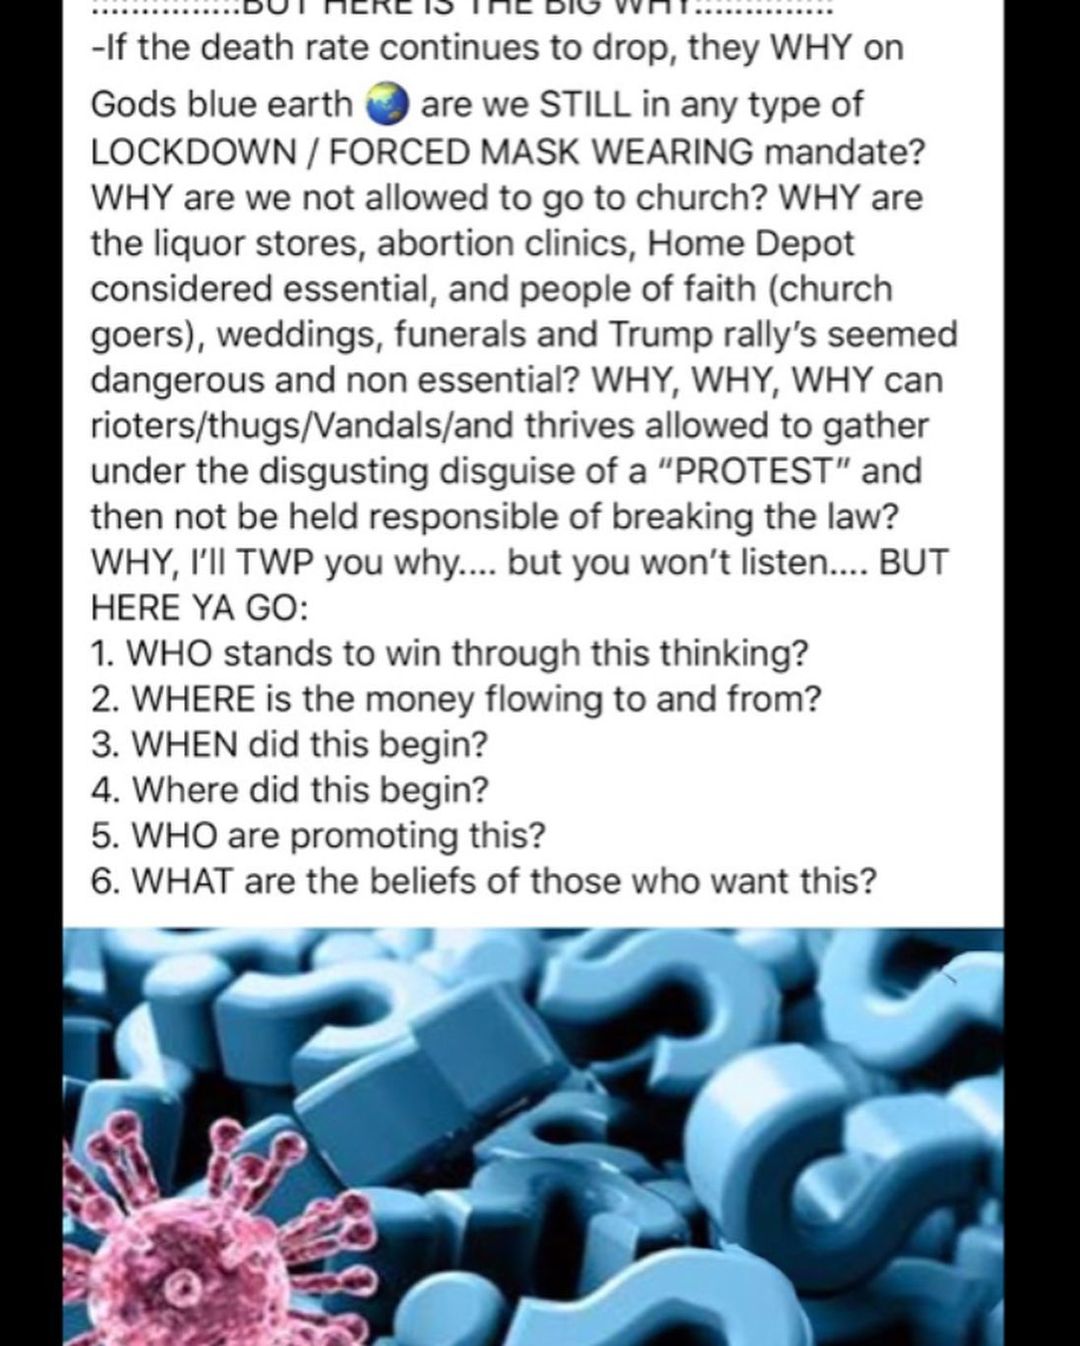 ...............BUT HERE IS THE BIG WHY:..............
-If the death rate continues to drop, they WHY on
Gods blue earth 🌏 are we STILL in any type of
LOCKDOWN / FORCED MASK WEARING mandate?
WHY are we not allowed to go to church? WHY are
the liquor stores, abortion clinics, Home Depot
considered essential, and people of faith (church
goers), weddings, funerals and Trump rally's seemed
dangerous and non essential? WHY, WHY, WHY can
rioters/thugs/Vandals/and thrives allowed to gather
under the disgusting disguise of a "PROTEST" and
then not be held responsible of breaking the law?
WHY, I'll TWP you why.... but you won't listen.... BUT
HERE YA GO:
1. WHO stands to win through this thinking?
2. WHERE is the money flowing to and from?
3. WHEN did this begin?
4. Where did this begin?
5. WHO are promoting this?
6. WHAT are the beliefs of those who want this?